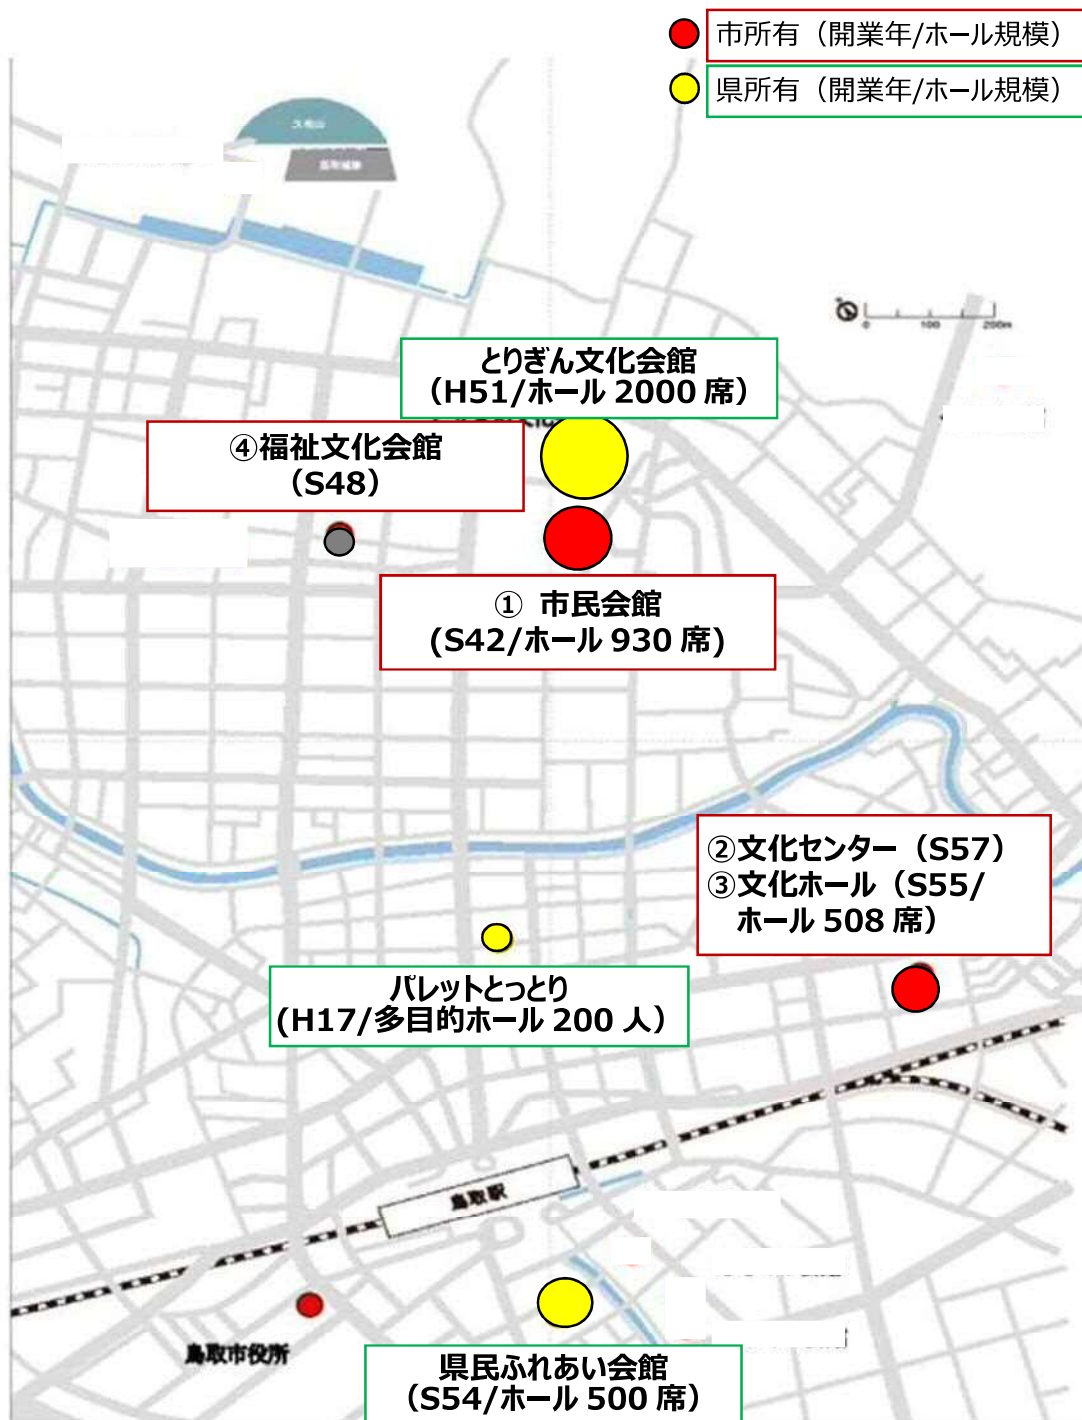 市所有（開業年/ホール規模）
県所有（開業年/ホール規模）
久松山
0 100 200m
とりぎん文化会館
（H51/ホール 2000 席）
④福祉文化会館
（S48）
① 市民会館
(S42/ホール 930 席)
②文化センター（S57）
③文化ホール（S55/
ホール 508 席）
パレットとっとり
(H17/多目的ホール 200 人）
鳥取駅
鳥取市役所
県民ふれあい会館
（S54/ホール 500 席）